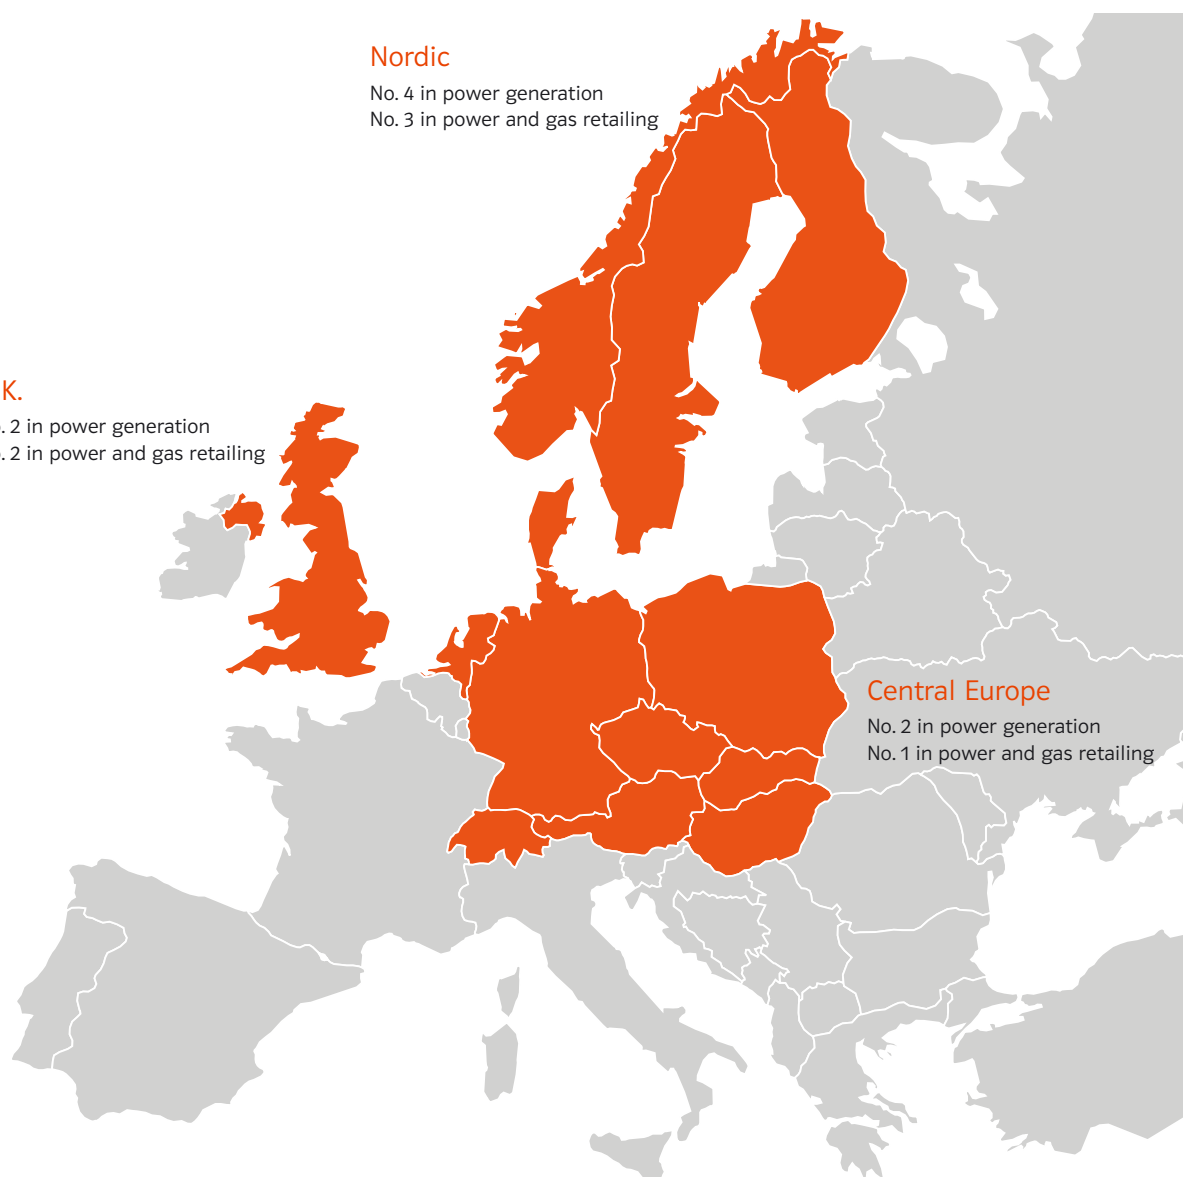 Nordic
No. 4 in power generation
No. 3 in power and gas retailing
K.
. 2 in power generation
. 2 in power and gas retailing
Central Europe
No. 2 in power generation
No. 1 in power and gas retailing